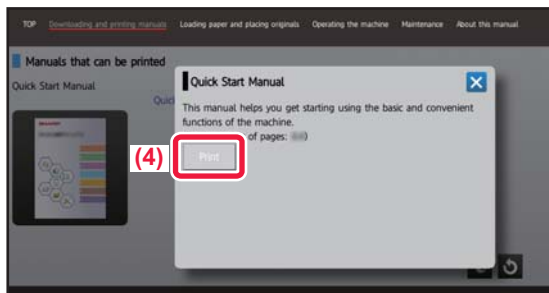 TOP Downloading and printing manuals Loading paper and placing originals Operating the machine Maintenance About this manual
Manuals that can be printed
Quick Start Manual
Quick Start Manual
This manual helps you get starting using the basic and convenient
functions of the machine.
of pages:
(4)
Print
SHARP